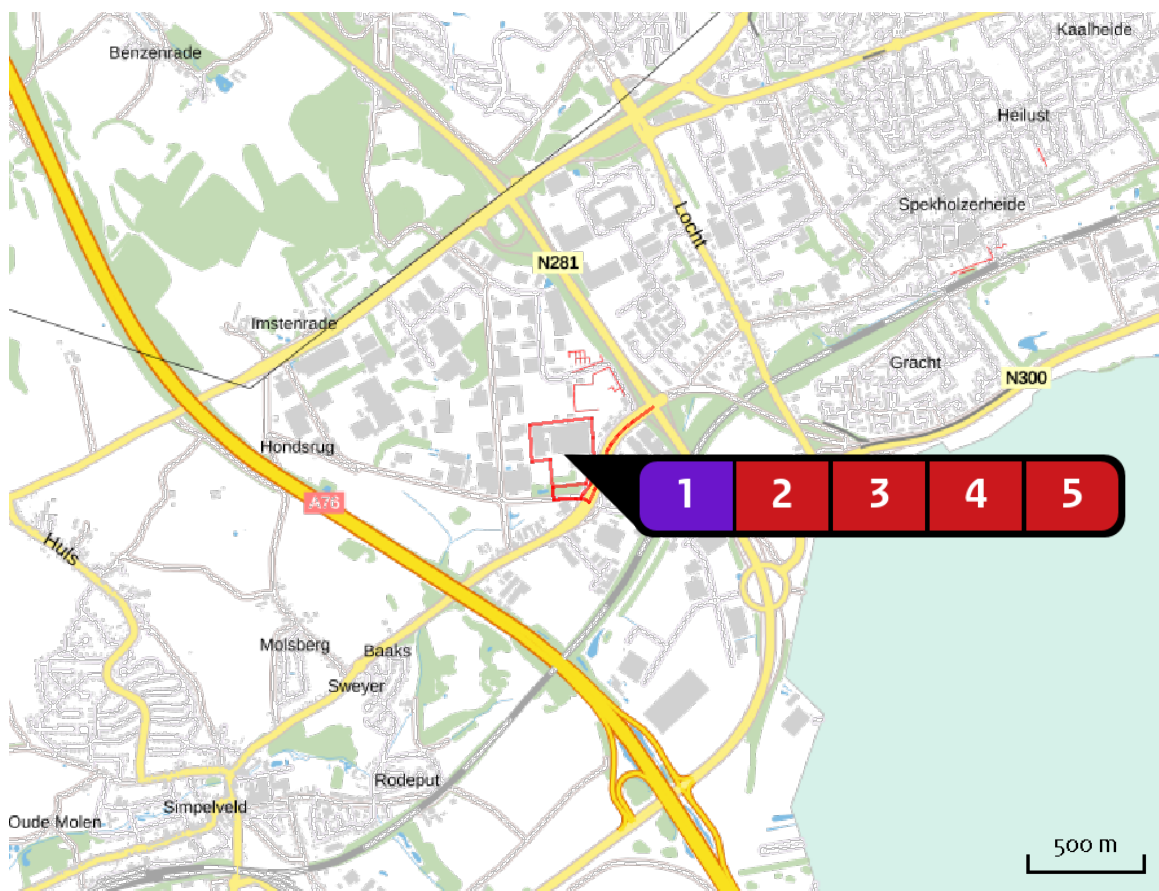 Kaalheide
Benzenrade
Heilust
Spekholzerheide
Locht
N281
Imstenrade
Gracht
N300
Hondsrug
A76
1 2 3 4 5
Huls
Molsberg
Baaks
Sweyer
Rodeput
Simpelveld
Oude Molen
500 m